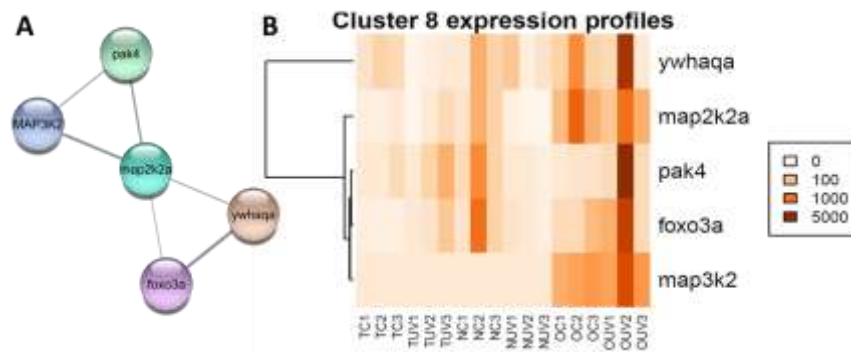 A
B
Cluster 8 expression profiles
pak4
MAP3K2
map2k2a
ywhaqa
foxo3a
ywhaqa
map2k2a
pak4
foxo3a
map3k2
0
100
1000
5000
TC1
TC2
TC3
TUV1
TUV2
TUV3
NC1
NC2
NC3
NUV1
NUV2
NUV3
OC1
OC2
OC3
OUV1
OUV2
OUV3